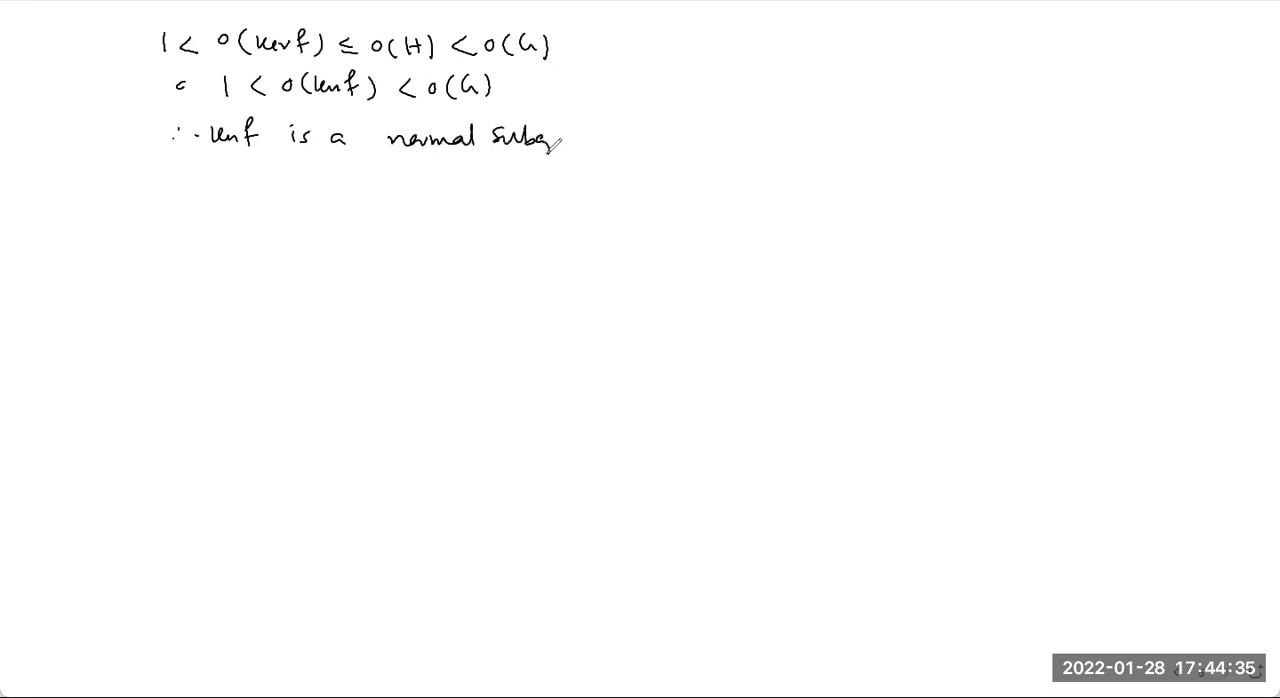 1 < o(kerf) ≤ o(H) < o(G)
c 1 < o(kerf) < o(G)
∴ kerf is a normal subg
2022-01-28 17:44:35